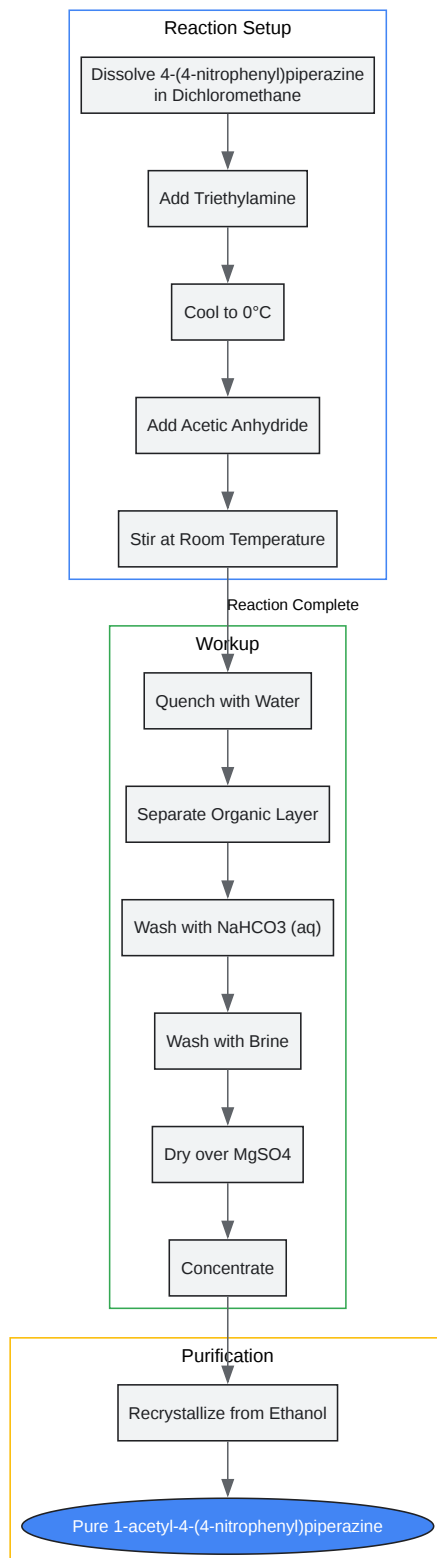 Reaction Setup
Dissolve 4-(4-nitrophenyl)piperazine
in Dichloromethane
Add Triethylamine
Cool to 0°C
Add Acetic Anhydride
Stir at Room Temperature
Reaction Complete
Workup
Quench with Water
Separate Organic Layer
Wash with NaHCO3 (aq)
Wash with Brine
Dry over MgSO4
Concentrate
Purification
Recrystallize from Ethanol
Pure 1-acetyl-4-(4-nitrophenyl)piperazine